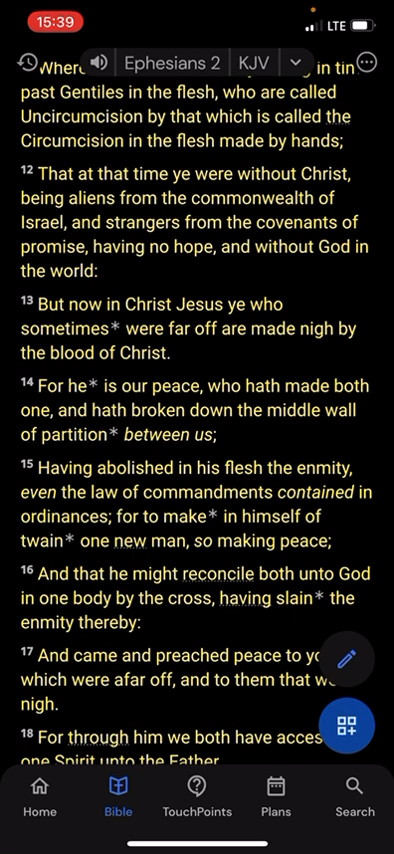 15:39
LTE
Ephesians 2
KJV
in
past Gentiles in the flesh, who are called
Uncircumcision by that which is called the
Circumcision in the flesh made by hands;
12 That at that time ye were without Christ,
being aliens from the commonwealth of
Israel, and strangers from the covenants of
promise, having no hope, and without God in
the world:
13 But now in Christ Jesus ye who
sometimes* were far off are made nigh by
the blood of Christ.
14 For he* is our peace, who hath made both
one, and hath broken down the middle wall
of partition* between us;
15 Having abolished in his flesh the enmity,
even the law of commandments contained in
ordinances; for to make* in himself of
twain* one new man, so making peace;
16 And that he might reconcile both unto God
in one body by the cross, having slain* the
enmity thereby:
17 And came and preached peace to
which were afar off, and to them that
nigh.
18 For through him we both have
one Spirit unto the Father
Home
Bible
TouchPoints
Plans
Search